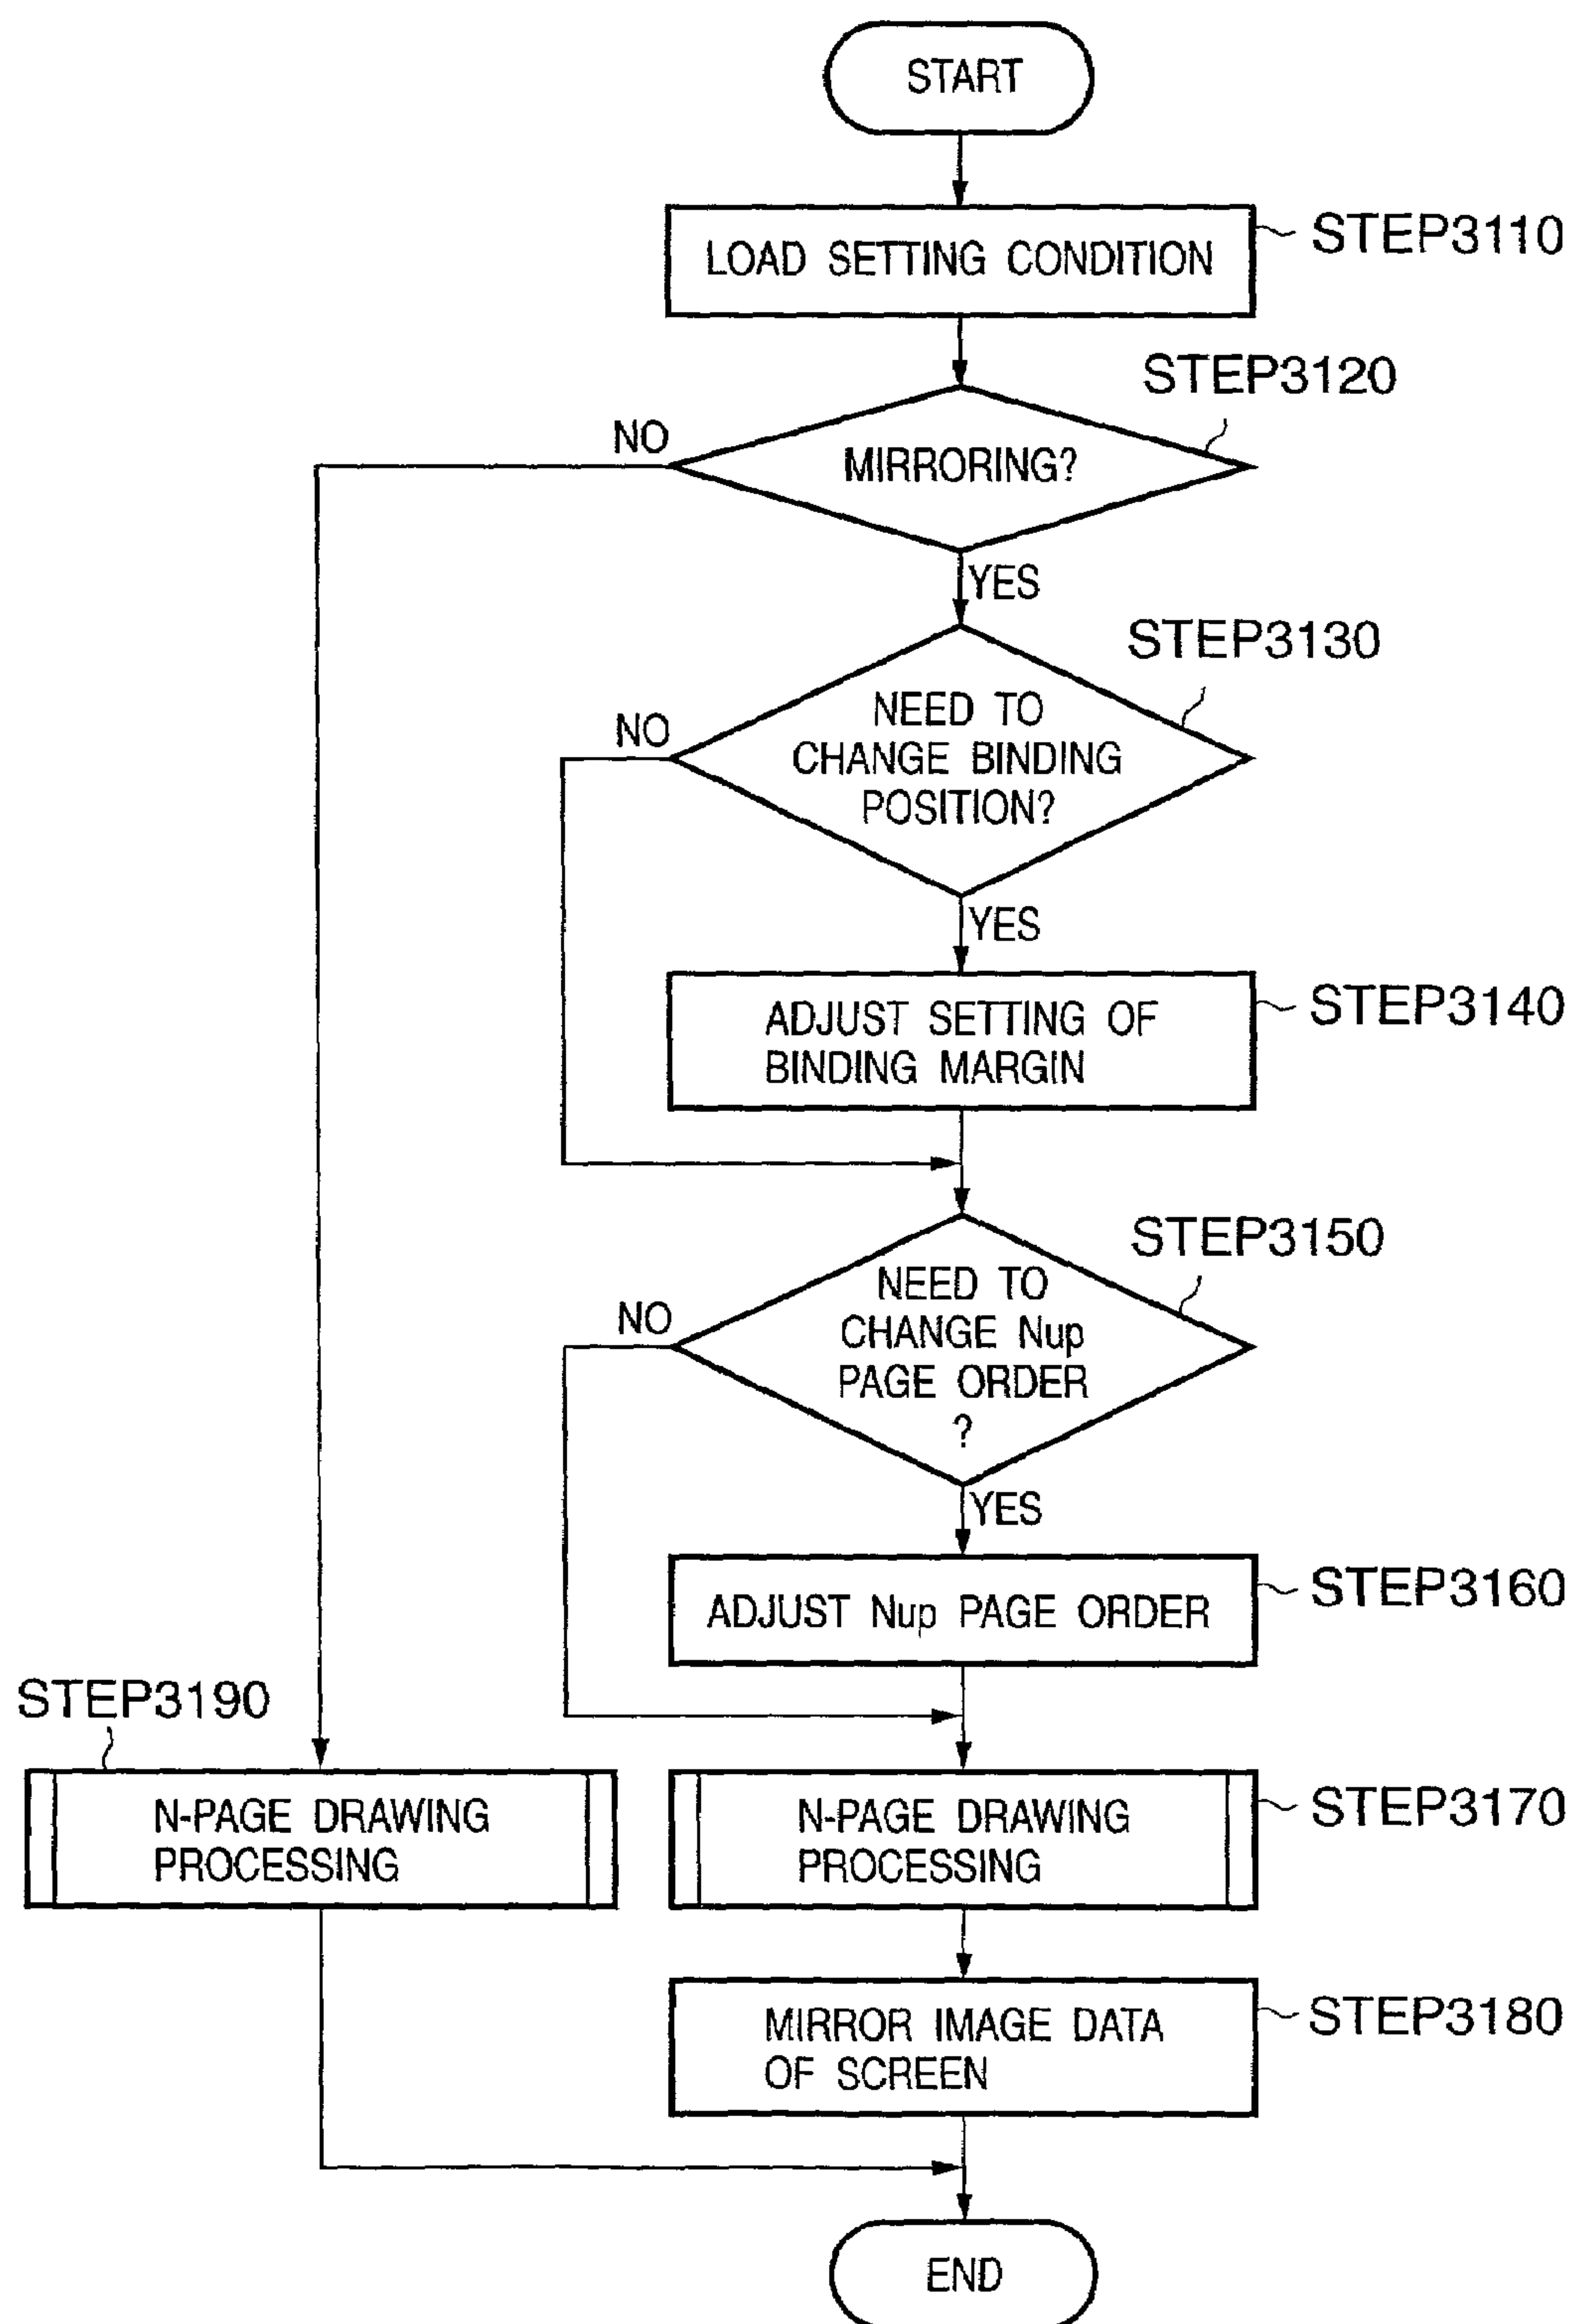 START
LOAD SETTING CONDITION
STEP3110
STEP3120
NO
MIRRORING?
YES
STEP3130
NO
NEED TO
CHANGE BINDING
POSITION?
YES
ADJUST SETTING OF
BINDING MARGIN
STEP3140
STEP3150
NO
NEED TO
CHANGE Nup
PAGE ORDER
?
YES
ADJUST Nup PAGE ORDER
STEP3160
STEP3190
N-PAGE DRAWING
PROCESSING
N-PAGE DRAWING
PROCESSING
STEP3170
MIRROR IMAGE DATA
OF SCREEN
STEP3180
END